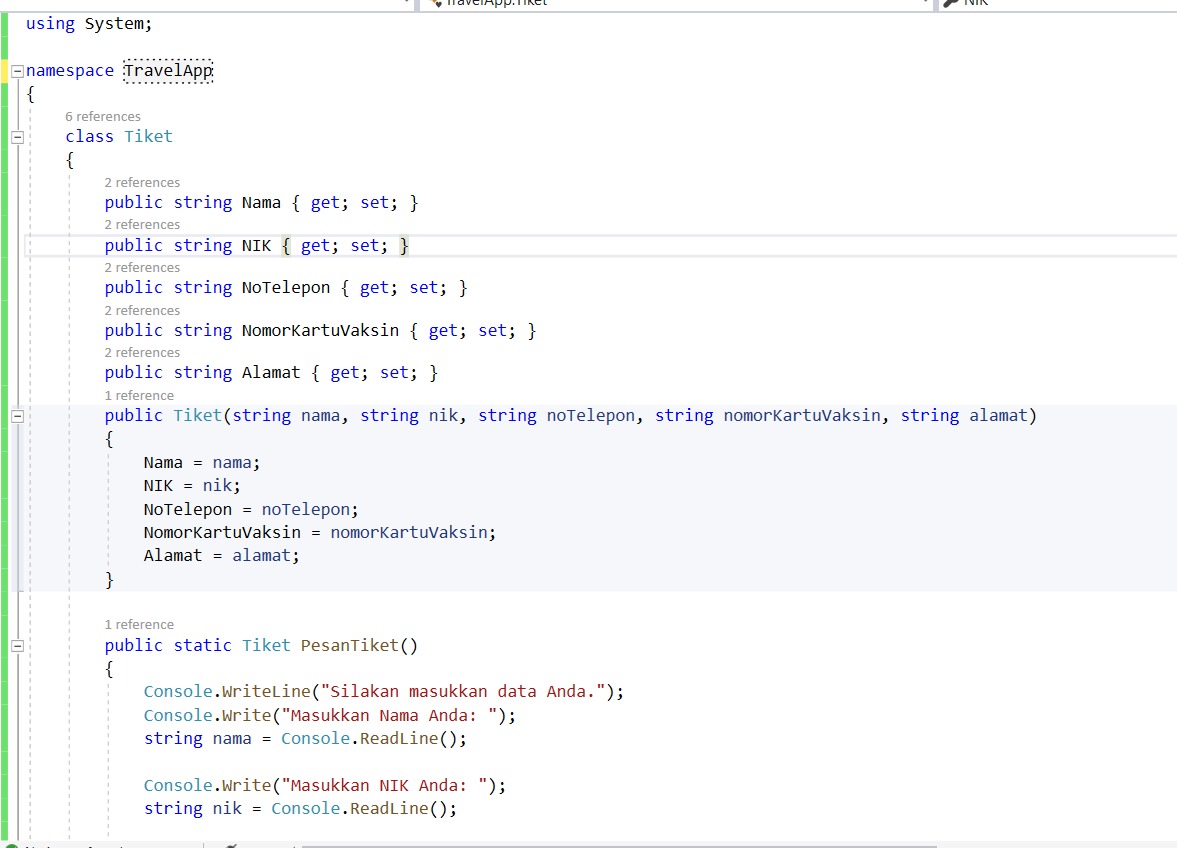 TravelApp.Tiket NIK
using System;
namespace TravelApp
{
6 references
class Tiket
{
2 references
public string Nama { get; set; }
2 references
public string NIK { get; set; }
2 references
public string NoTelepon { get; set; }
2 references
public string NomorKartuVaksin { get; set; }
2 references
public string Alamat { get; set; }
1 reference
public Tiket(string nama, string nik, string noTelepon, string nomorKartuVaksin, string alamat)
{
Nama = nama;
NIK = nik;
NoTelepon = noTelepon;
NomorKartuVaksin = nomorKartuVaksin;
Alamat = alamat;
}
1 reference
public static Tiket PesanTiket()
{
Console.WriteLine("Silakan masukkan data Anda.");
Console.Write("Masukkan Nama Anda: ");
string nama = Console.ReadLine();
Console.Write("Masukkan NIK Anda: ");
string nik = Console.ReadLine();